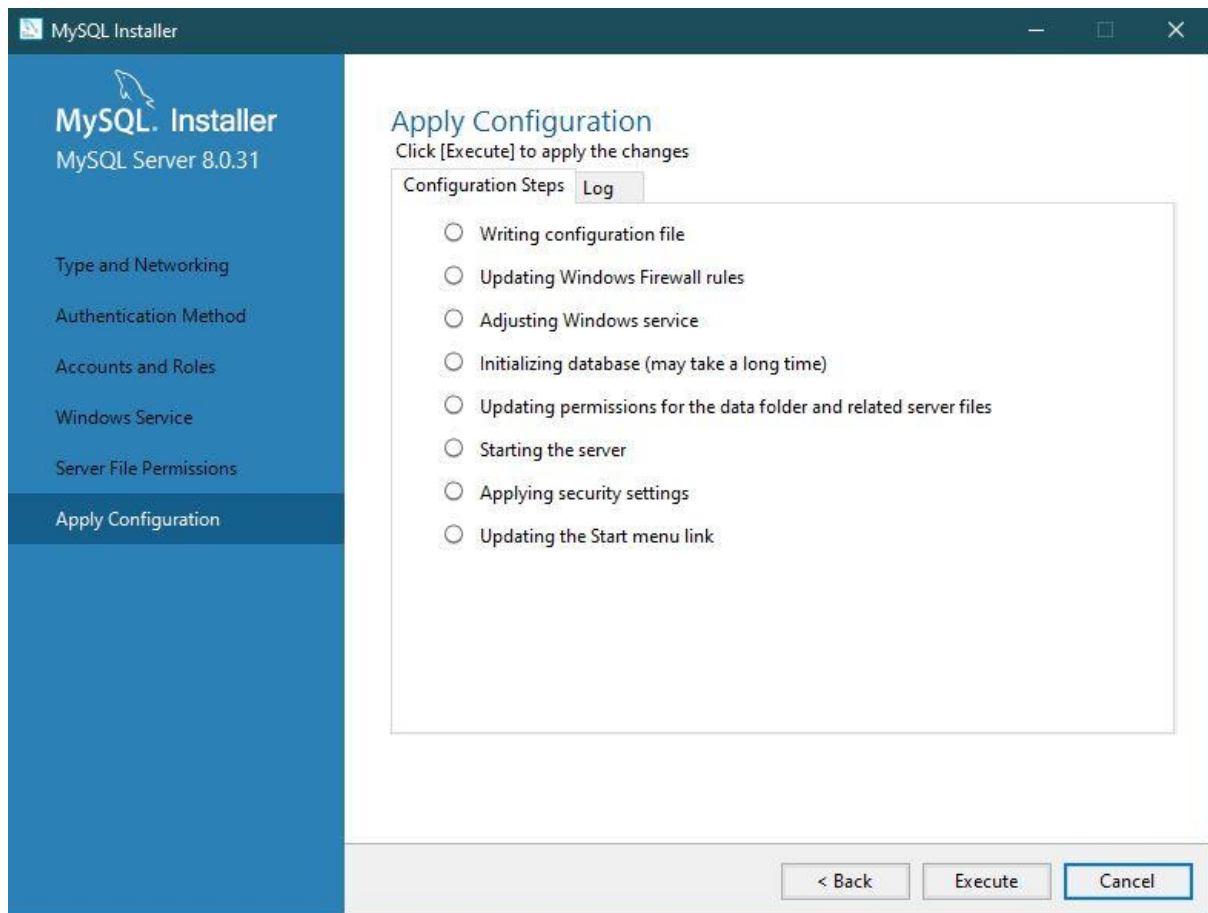 MySQL Installer
MySQL. Installer
MySQL Server 8.0.31
Type and Networking
Authentication Method
Accounts and Roles
Windows Service
Server File Permissions
Apply Configuration
Apply Configuration
Click [Execute] to apply the changes
Configuration Steps Log
Writing configuration file
Updating Windows Firewall rules
Adjusting Windows service
Initializing database (may take a long time)
Updating permissions for the data folder and related server files
Starting the server
Applying security settings
Updating the Start menu link
< Back Execute Cancel